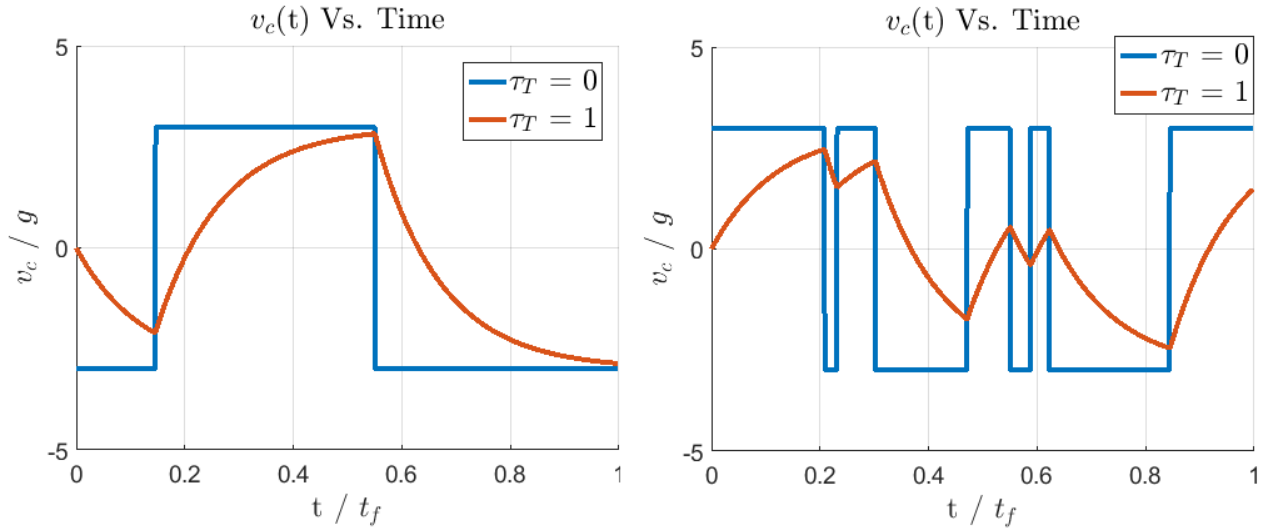 v_c(t) Vs. Time
5
τ_T = 0
τ_T = 1
v_c / g
0
-5
0 0.2 0.4 0.6 0.8 1
t / t_f
v_c(t) Vs. Time
5
τ_T = 0
τ_T = 1
v_c / g
0
-5
0 0.2 0.4 0.6 0.8 1
t / t_f